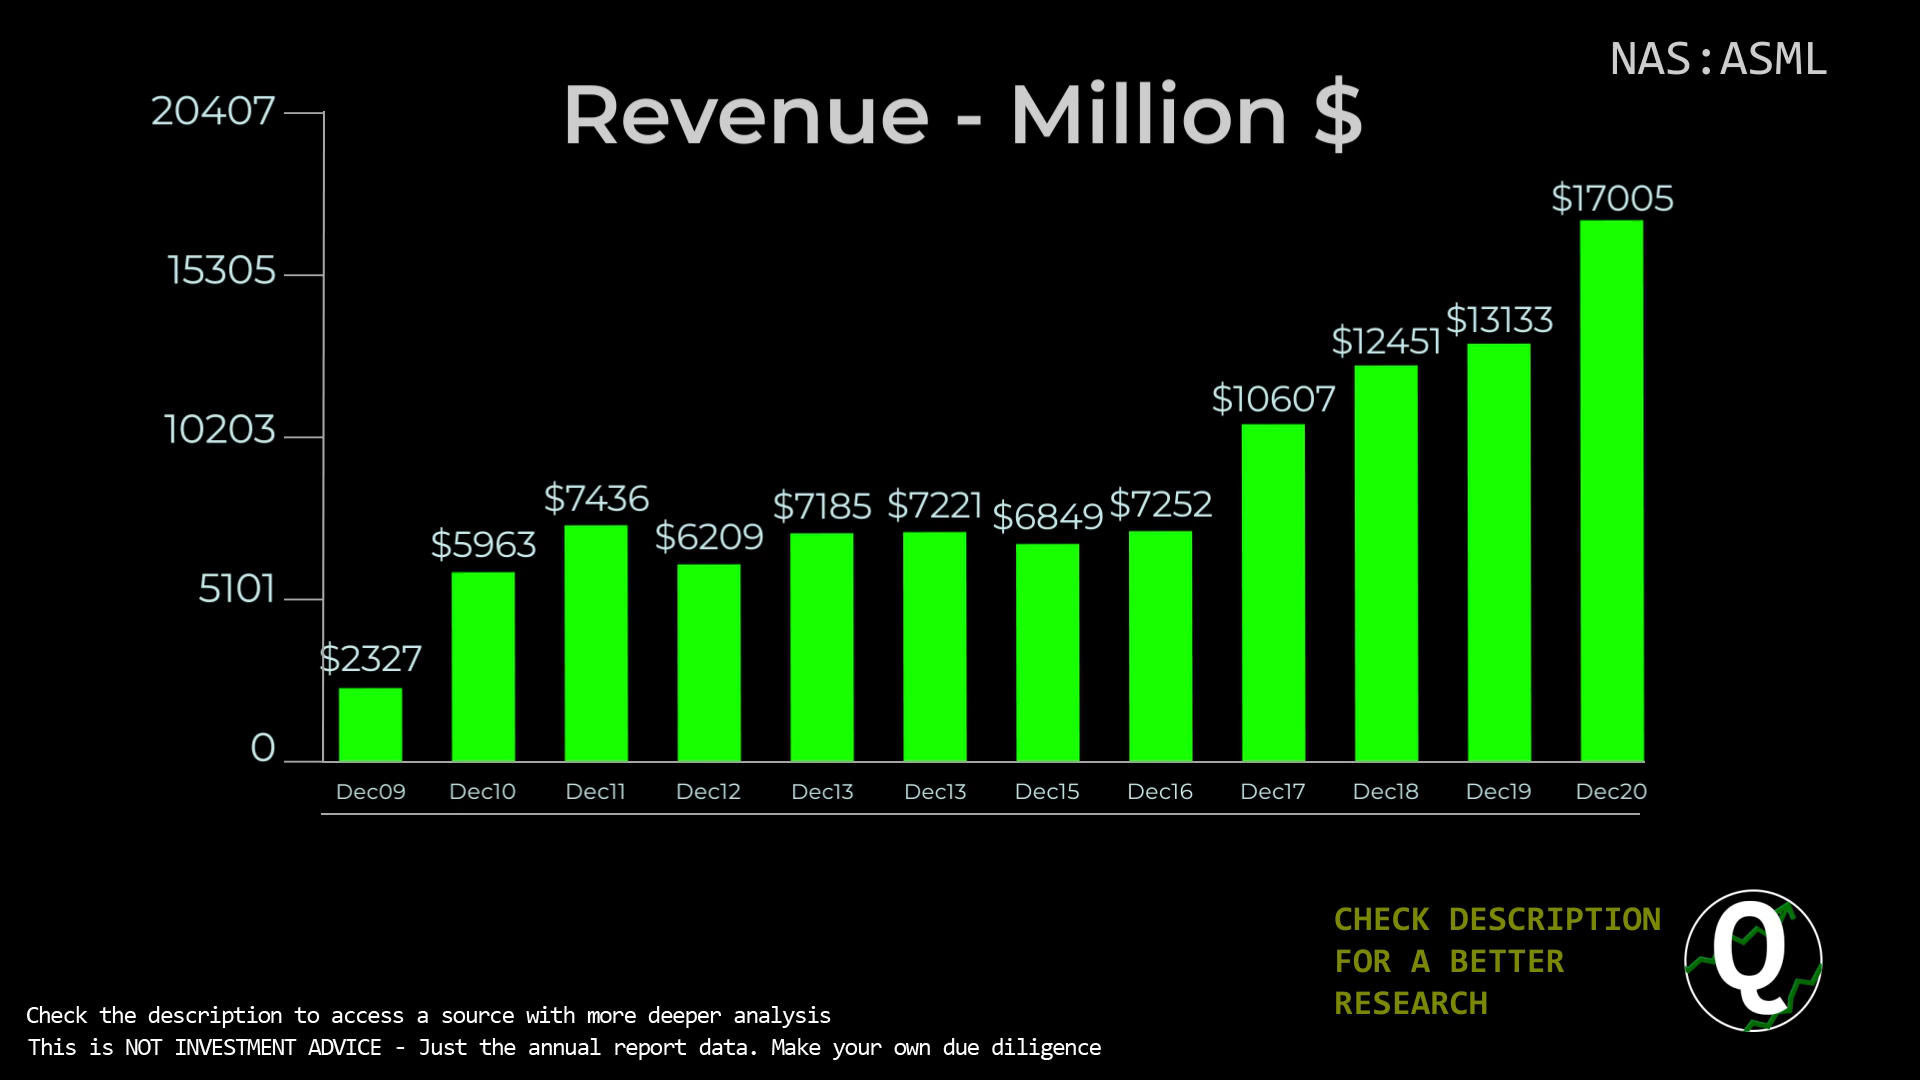 NAS:ASML
Revenue - Million $
20407
15305
10203
5101
0
$2327
$5963
$7436
$6209
$7185
$7221
$6849
$7252
$10607
$12451
$13133
$17005
Dec09 Dec10 Dec11 Dec12 Dec13 Dec13 Dec15 Dec16 Dec17 Dec18 Dec19 Dec20
CHECK DESCRIPTION
FOR A BETTER
RESEARCH
Q
Check the description to access a source with more deeper analysis
This is NOT INVESTMENT ADVICE - Just the annual report data. Make your own due diligence